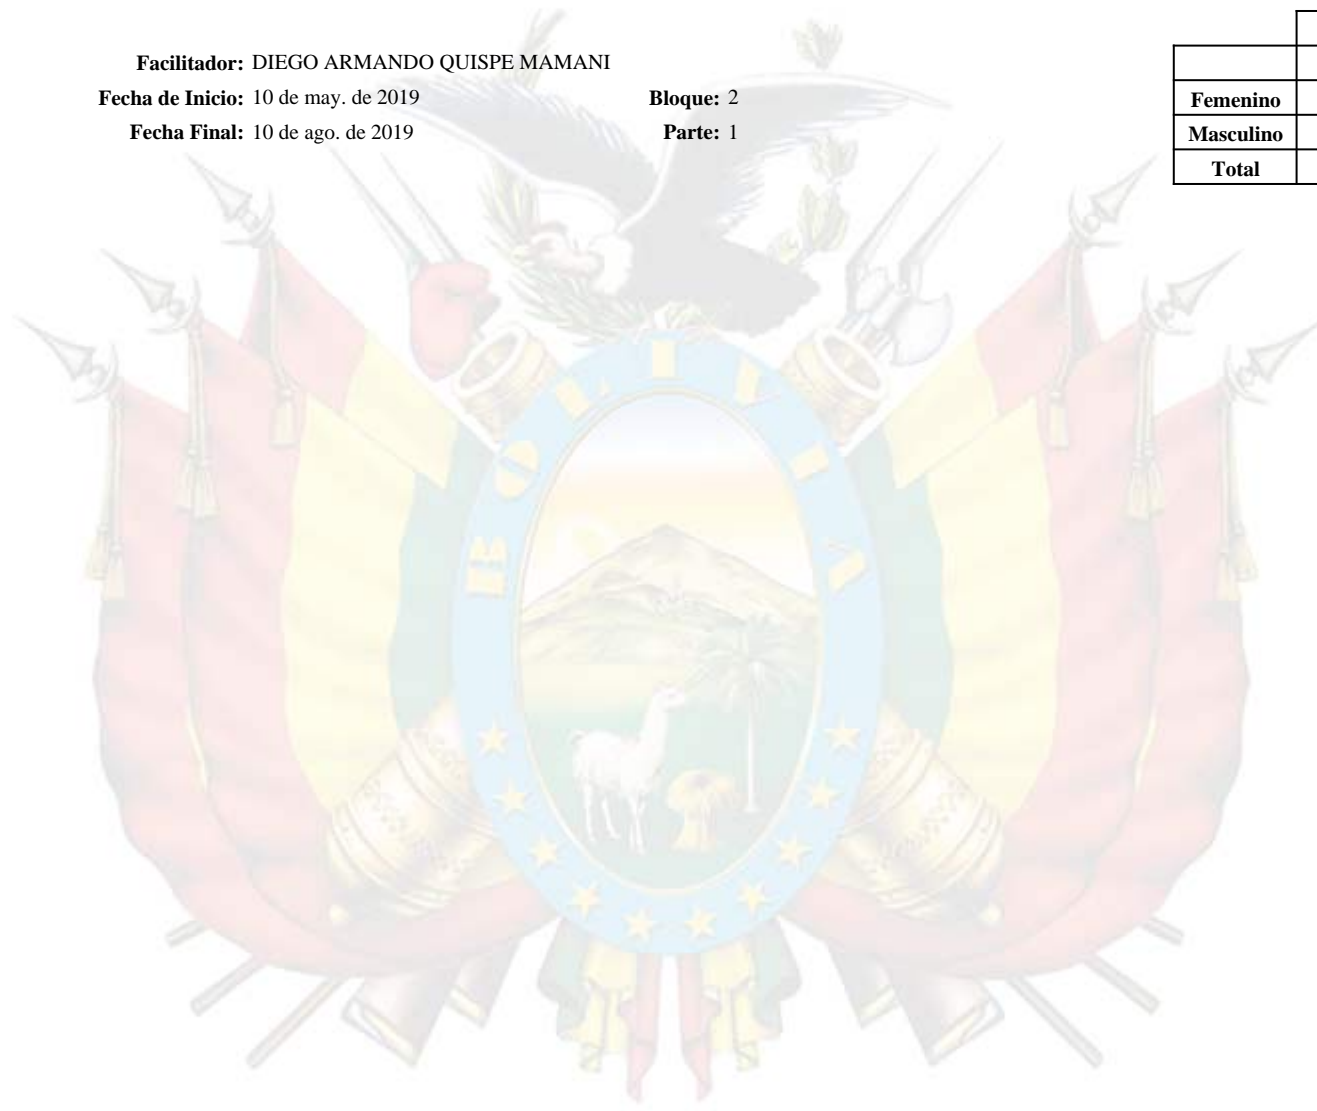 Facilitador: DIEGO ARMANDO QUISPE MAMANI
Fecha de Inicio: 10 de may. de 2019 Bloque: 2
Fecha Final: 10 de ago. de 2019 Parte: 1
Femenino
Masculino
Total
BOLIVIA